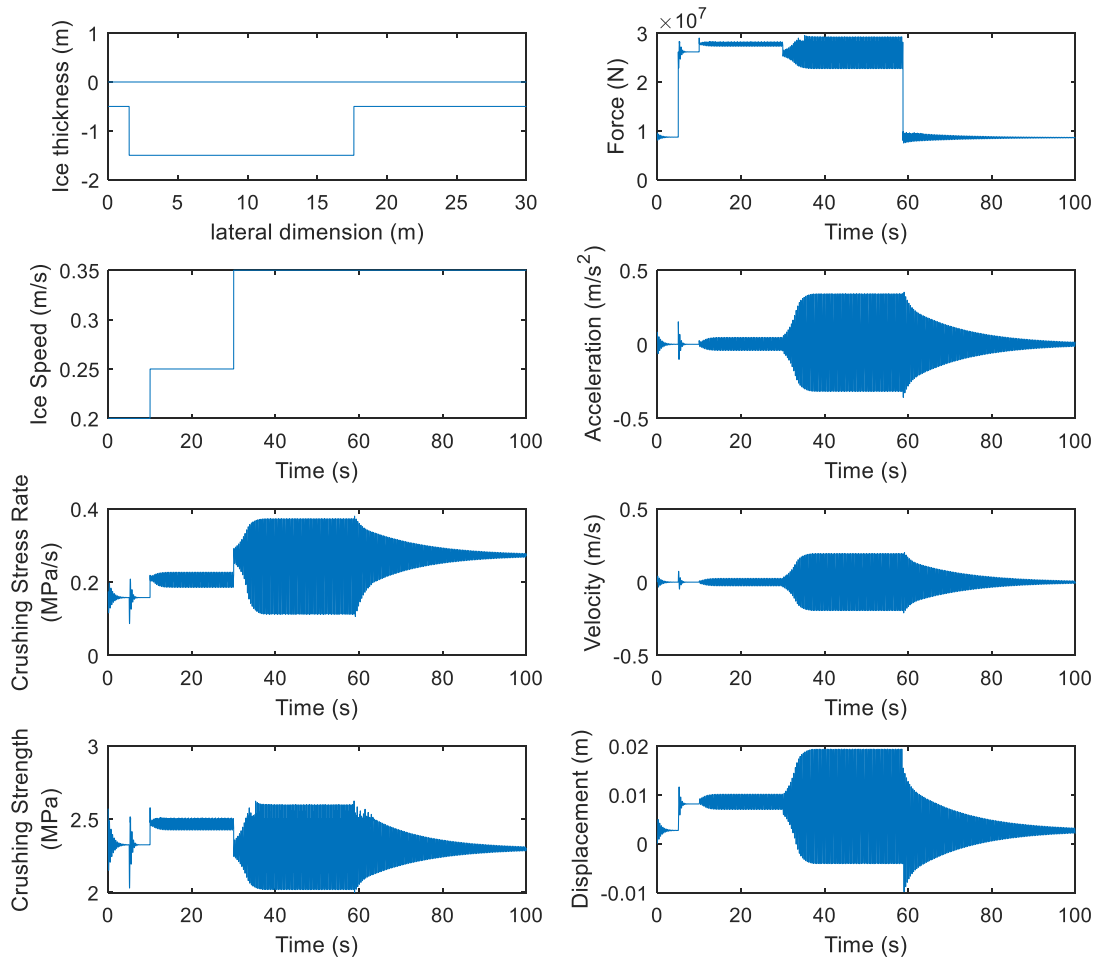 Ice thickness (m)
1
0
-1
-2
0 5 10 15 20 25 30
lateral dimension (m)
×10⁷
Force (N)
3
2
1
0
0 20 40 60 80 100
Time (s)
Ice Speed (m/s)
0.35
0.3
0.25
0.2
0 20 40 60 80 100
Time (s)
Acceleration (m/s²)
0.5
0
-0.5
0 20 40 60 80 100
Time (s)
Crushing Stress Rate
(MPa/s)
0.4
0.2
0
0 20 40 60 80 100
Time (s)
Velocity (m/s)
0.5
0
-0.5
0 20 40 60 80 100
Time (s)
Crushing Strength
(MPa)
3
2.5
2
0 20 40 60 80 100
Time (s)
Displacement (m)
0.02
0.01
0
-0.01
0 20 40 60 80 100
Time (s)